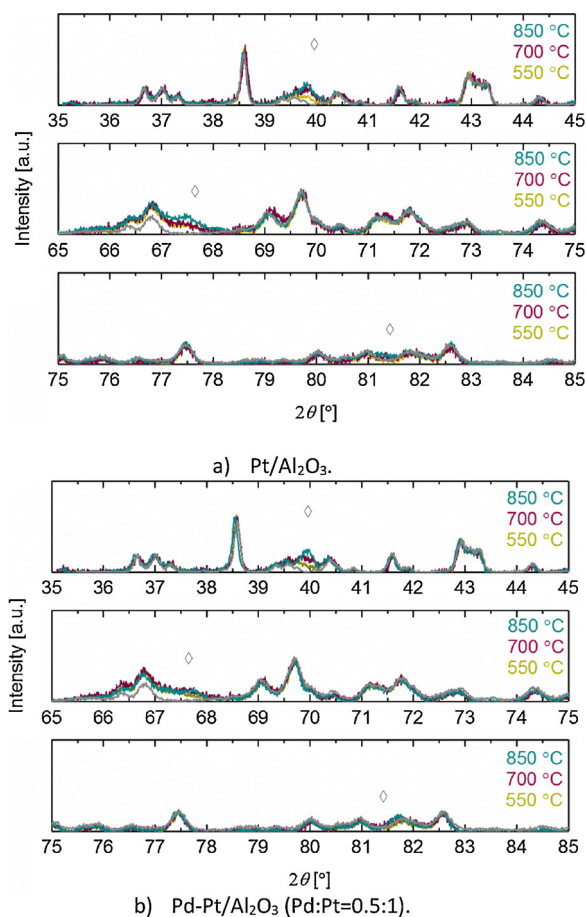 850 °C
700 °C
550 °C
35 36 37 38 39 40 41 42 43 44 45
850 °C
700 °C
550 °C
65 66 67 68 69 70 71 72 73 74 75
850 °C
700 °C
550 °C
75 76 77 78 79 80 81 82 83 84 85
Intensity [a.u.]
2θ [°]
a) Pt/Al₂O₃.
850 °C
700 °C
550 °C
35 36 37 38 39 40 41 42 43 44 45
850 °C
700 °C
550 °C
65 66 67 68 69 70 71 72 73 74 75
850 °C
700 °C
550 °C
75 76 77 78 79 80 81 82 83 84 85
Intensity [a.u.]
2θ [°]
b) Pd-Pt/Al₂O₃ (Pd:Pt=0.5:1).